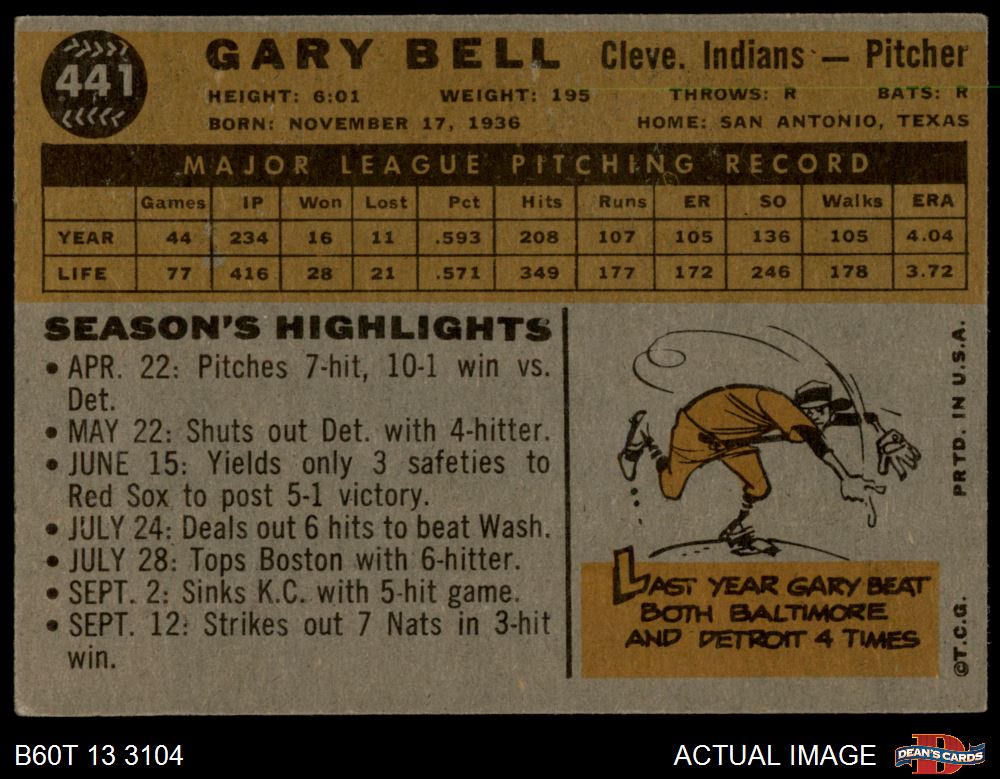 441
GARY BELL Cleve. Indians — Pitcher
HEIGHT: 6:01 WEIGHT: 195 THROWS: R BATS: R
BORN: NOVEMBER 17, 1936 HOME: SAN ANTONIO, TEXAS
MAJOR LEAGUE PITCHING RECORD
Games IP Won Lost Pct Hits Runs ER SO Walks ERA
YEAR 44 234 16 11 .593 208 107 105 136 105 4.04
LIFE 77 416 28 21 .571 349 177 172 246 178 3.72
SEASON'S HIGHLIGHTS
• APR. 22: Pitches 7-hit, 10-1 win vs.
Det.
• MAY 22: Shuts out Det. with 4-hitter.
• JUNE 15: Yields only 3 safeties to
Red Sox to post 5-1 victory.
• JULY 24: Deals out 6 hits to beat Wash.
• JULY 28: Tops Boston with 6-hitter.
• SEPT. 2: Sinks K.C. with 5-hit game.
• SEPT. 12: Strikes out 7 Nats in 3-hit
win.
LAST YEAR GARY BEAT
BOTH BALTIMORE
AND DETROIT 4 TIMES
PRTD. IN U.S.A.
©T.C.G.
B60T 13 3104
ACTUAL IMAGE
DEAN'S CARDS